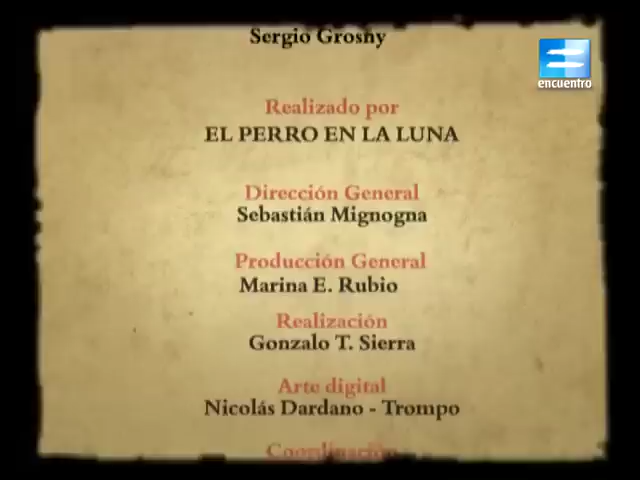 Sergio Grosny
encuentro
Realizado por
EL PERRO EN LA LUNA
Dirección General
Sebastián Mignogna
Producción General
Marina E. Rubio
Realización
Gonzalo T. Sierra
Arte digital
Nicolás Dardano - Trompo
Coordinación